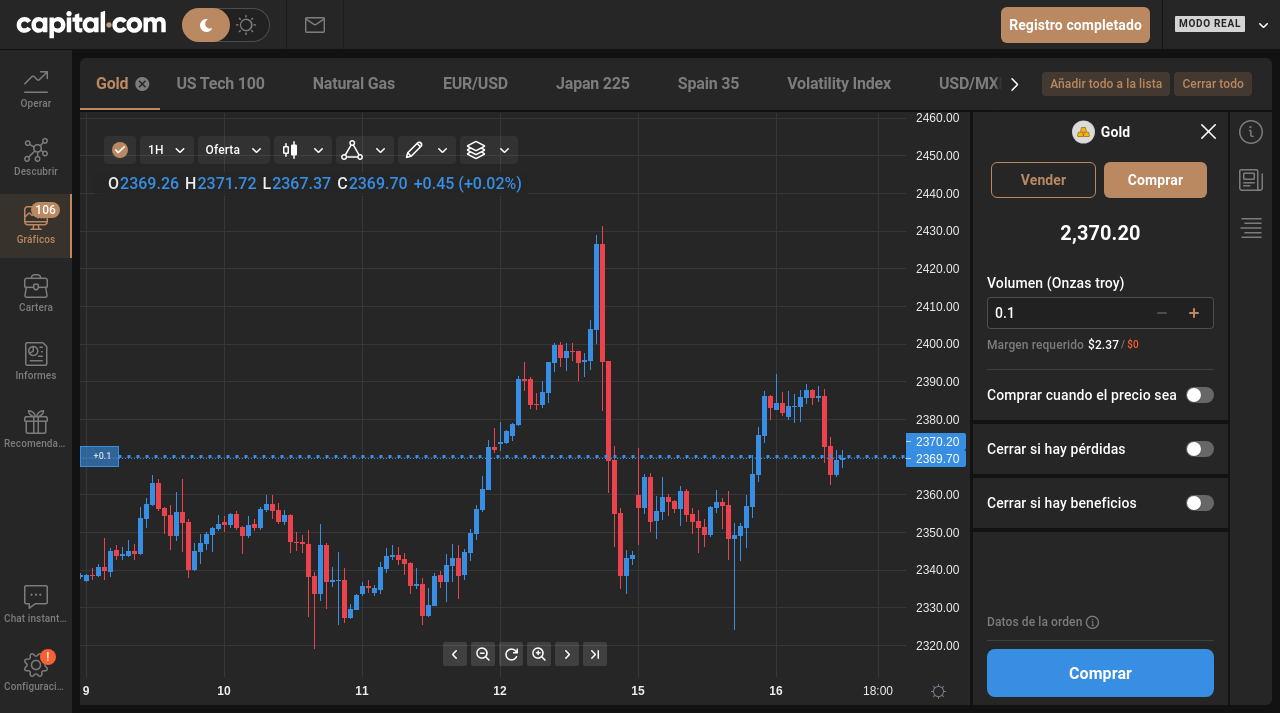 capital.com
Registro completado
MODO REAL
Operar
Descubrir
106
Gráficos
Cartera
Informes
Recomenda...
Chat instant...
!
Configuraci...
Gold
US Tech 100
Natural Gas
EUR/USD
Japan 225
Spain 35
Volatility Index
USD/MX
Añadir todo a la lista
Cerrar todo
1H
Oferta
O2369.26 H2371.72 L2367.37 C2369.70 +0.45 (+0.02%)
+0.1
2460.00
2450.00
2440.00
2430.00
2420.00
2410.00
2400.00
2390.00
2380.00
2370.20
2369.70
2360.00
2350.00
2340.00
2330.00
2320.00
9
10
11
12
15
16
18:00
Gold
Vender
Comprar
2,370.20
Volumen (Onzas troy)
0.1
Margen requerido $2.37 / $0
Comprar cuando el precio sea
Cerrar si hay pérdidas
Cerrar si hay beneficios
Datos de la orden
Comprar